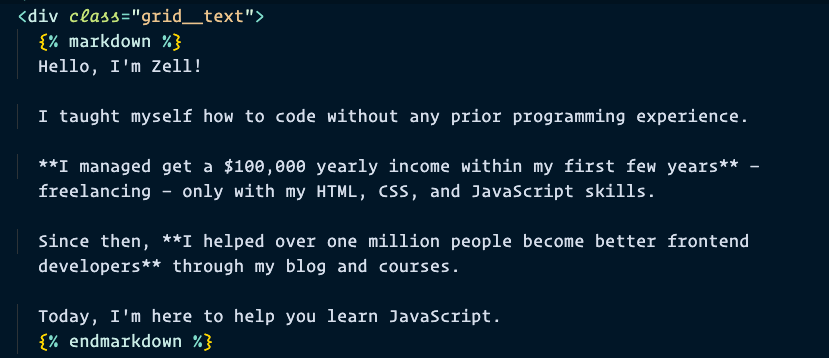 <div class="grid__text">
{% markdown %}
Hello, I'm Zell!
I taught myself how to code without any prior programming experience.
**I managed get a $100,000 yearly income within my first few years** –
freelancing – only with my HTML, CSS, and JavaScript skills.
Since then, **I helped over one million people become better frontend
developers** through my blog and courses.
Today, I'm here to help you learn JavaScript.
{% endmarkdown %}